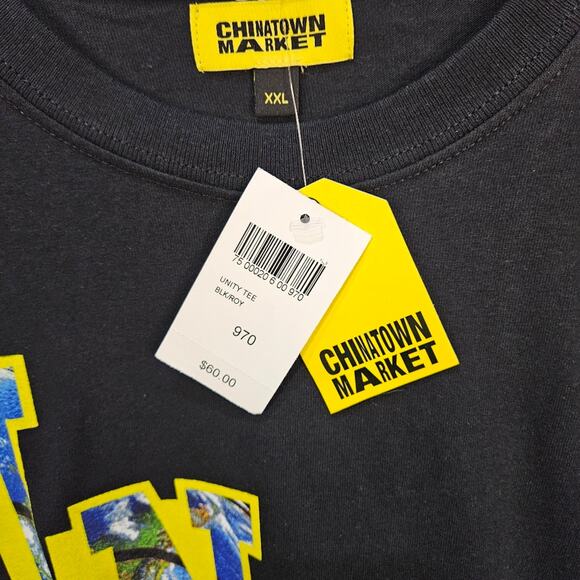 CHINATOWN
MARKET
XXL
75 00020 6 00 970
UNITY TEE
BLK/ROY
970
$60.00
CHINATOWN
MARKET